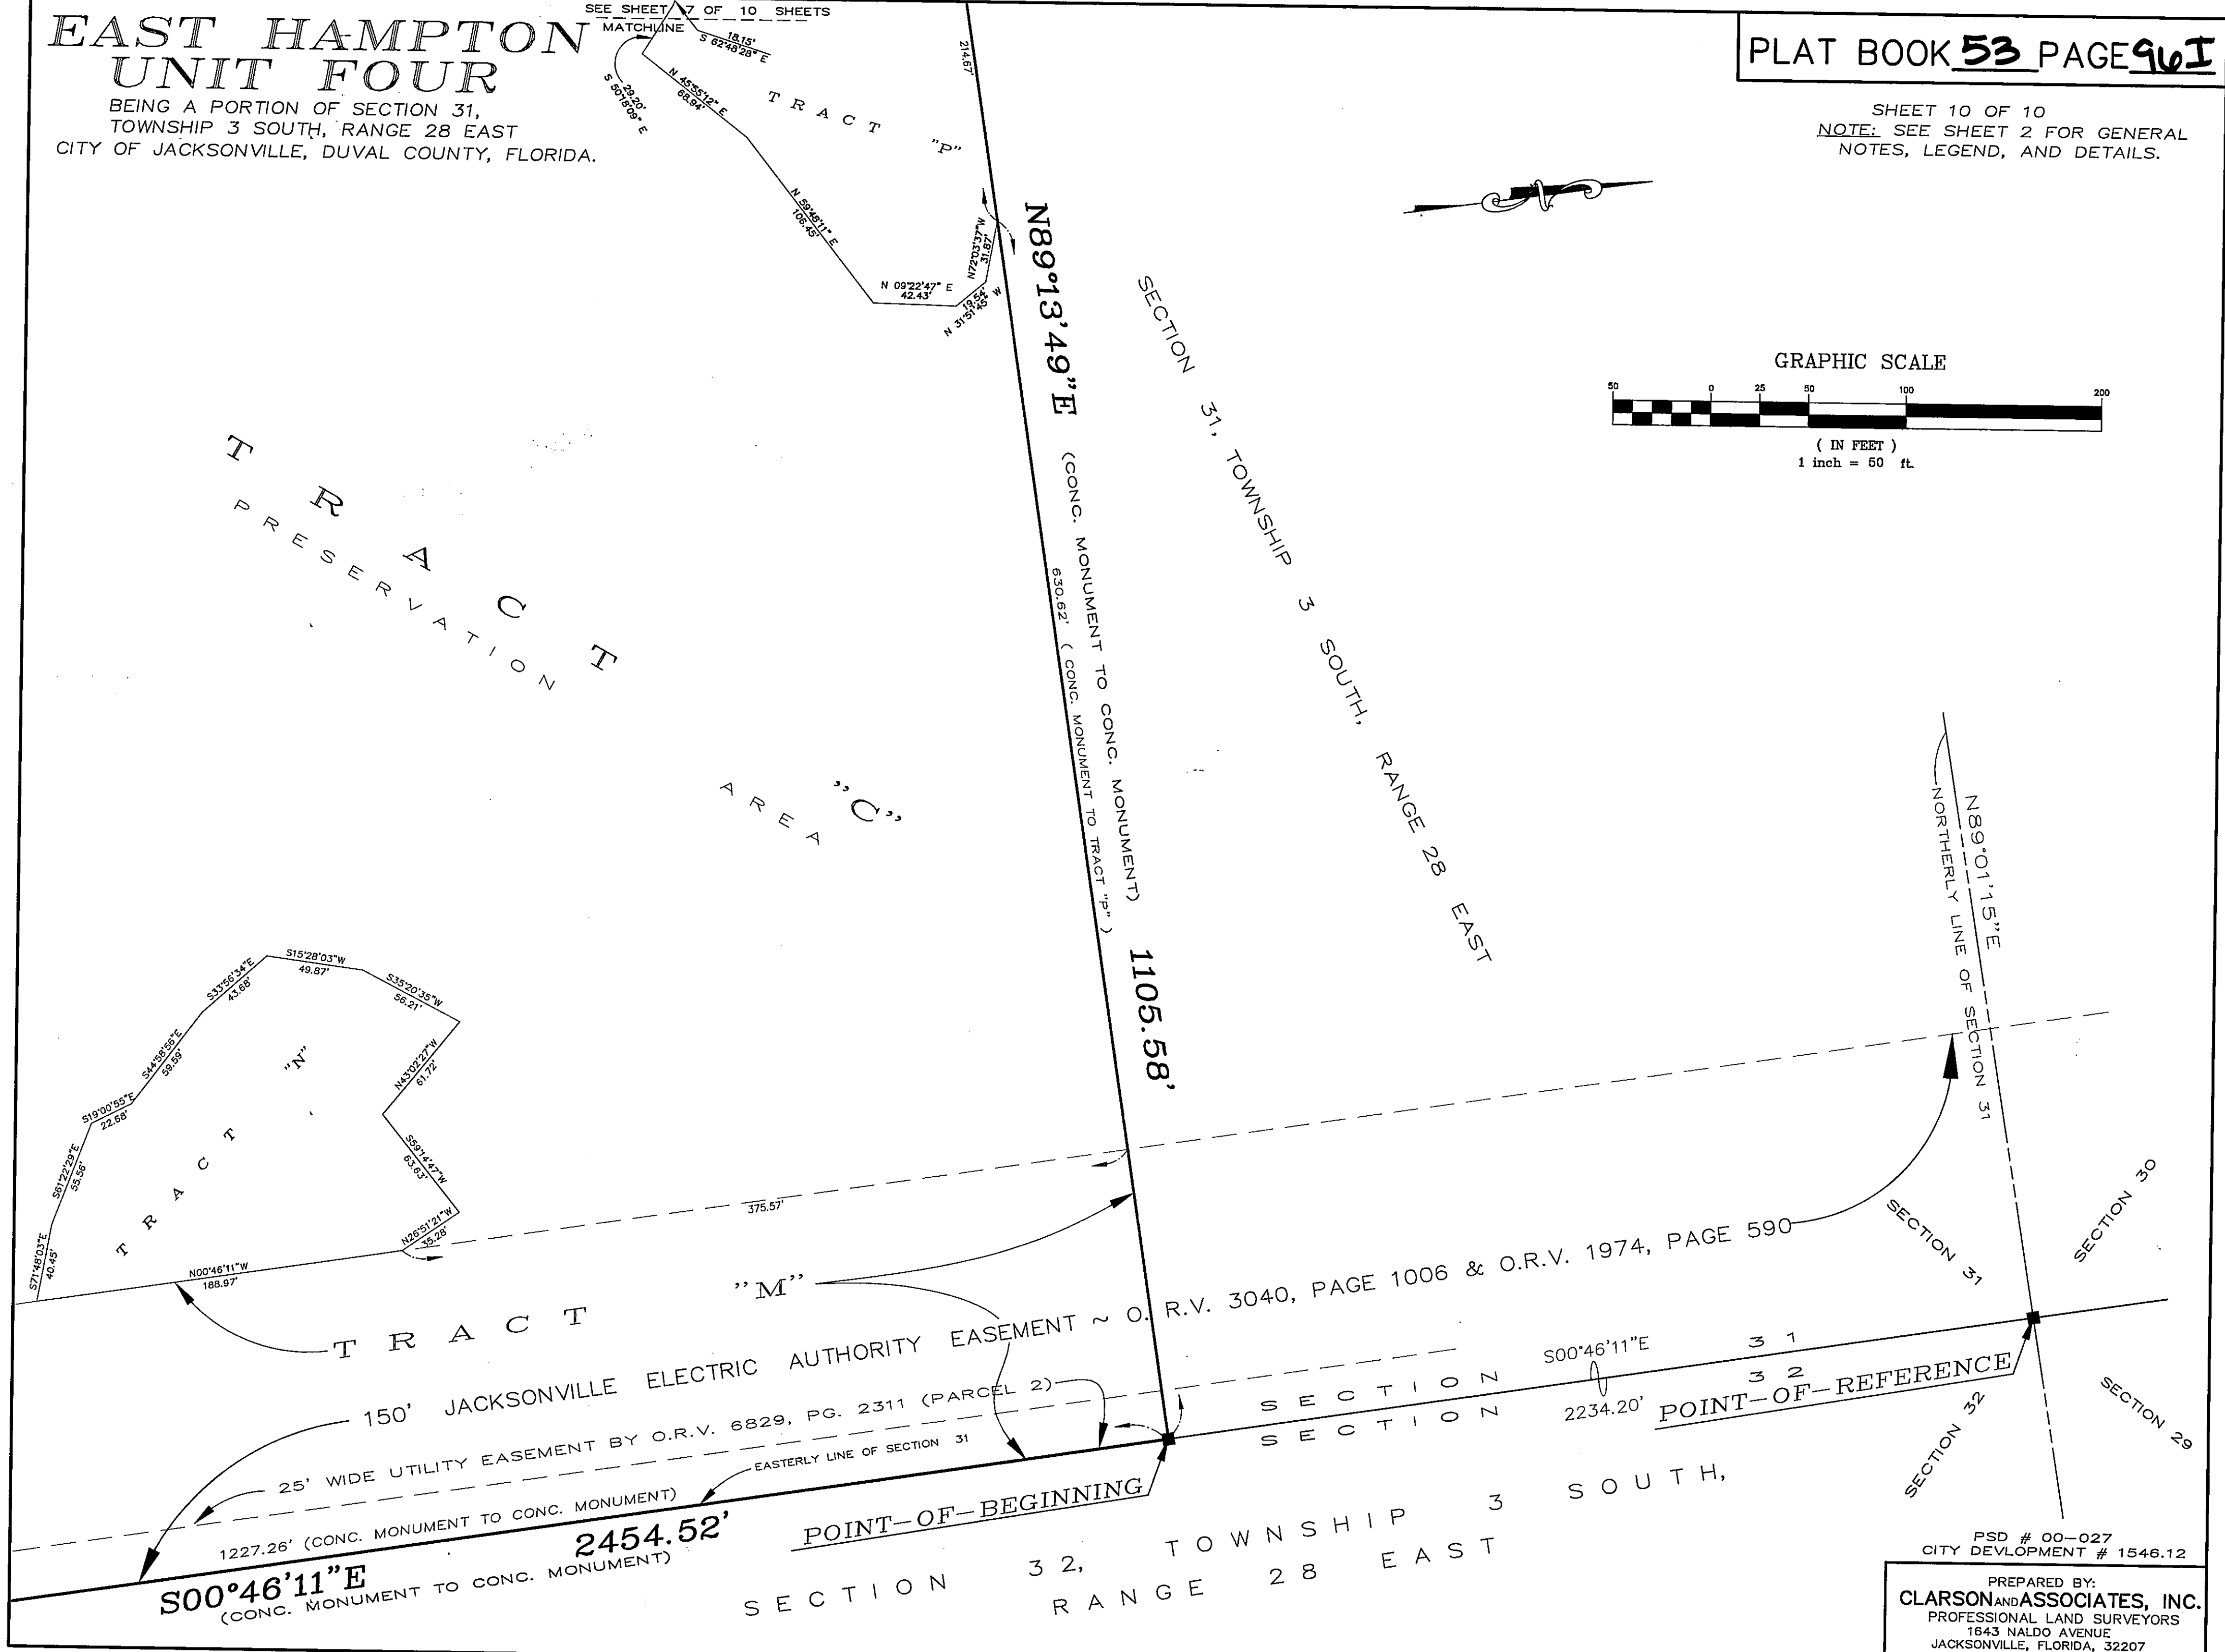 EAST HAMPTON
UNIT FOUR
BEING A PORTION OF SECTION 31,
TOWNSHIP 3 SOUTH, RANGE 28 EAST
CITY OF JACKSONVILLE, DUVAL COUNTY, FLORIDA.
SEE SHEET 7 OF 10 SHEETS
MATCHLINE
PLAT BOOK 53 PAGE 96I
SHEET 10 OF 10
NOTE: SEE SHEET 2 FOR GENERAL
NOTES, LEGEND, AND DETAILS.
18.15'
S 62°48'28" E
29.20'
S 50°18'09" E
N 45°55'12" E
68.94'
TRACT "P"
214.67'
N 59°48'11" E
106.45'
N 09°22'47" E
42.43'
19.54'
N 31°51'45" W
N72°03'37"W
31.87'
N89°13'49"E (CONC. MONUMENT TO CONC. MONUMENT) 1105.58'
630.62' ( CONC. MONUMENT TO TRACT "P" )
SECTION 31, TOWNSHIP 3 SOUTH, RANGE 28 EAST
GRAPHIC SCALE
50 0 25 50 100 200
( IN FEET )
1 inch = 50 ft.
TRACT "C"
PRESERVATION AREA
N89°01'15"E
NORTHERLY LINE OF SECTION 31
S15°28'03"W
49.87'
S35°20'35"W
56.21'
S33°56'34"E
43.68'
S44°58'56"E
59.59'
N43°02'27"W
61.72'
S19°00'55"E
22.68'
S59°14'47"W
63.63'
S61°22'29"E
55.56'
N26°51'21"W
35.28'
S71°48'03"E
40.45'
N00°46'11"W
188.97'
TRACT "N"
375.57'
TRACT "M"
150' JACKSONVILLE ELECTRIC AUTHORITY EASEMENT ~ O.R.V. 3040, PAGE 1006 & O.R.V. 1974, PAGE 590
25' WIDE UTILITY EASEMENT BY O.R.V. 6829, PG. 2311 (PARCEL 2)
EASTERLY LINE OF SECTION 31
1227.26' (CONC. MONUMENT TO CONC. MONUMENT)
S00°46'11"E 2454.52'
(CONC. MONUMENT TO CONC. MONUMENT)
POINT-OF-BEGINNING
SECTION 31
SECTION 32
S00°46'11"E
2234.20'
POINT-OF-REFERENCE
SECTION 31
SECTION 30
SECTION 32
SECTION 29
SECTION 32, TOWNSHIP 3 SOUTH,
RANGE 28 EAST
PSD # 00-027
CITY DEVLOPMENT # 1546.12
PREPARED BY:
CLARSON AND ASSOCIATES, INC.
PROFESSIONAL LAND SURVEYORS
1643 NALDO AVENUE
JACKSONVILLE, FLORIDA, 32207